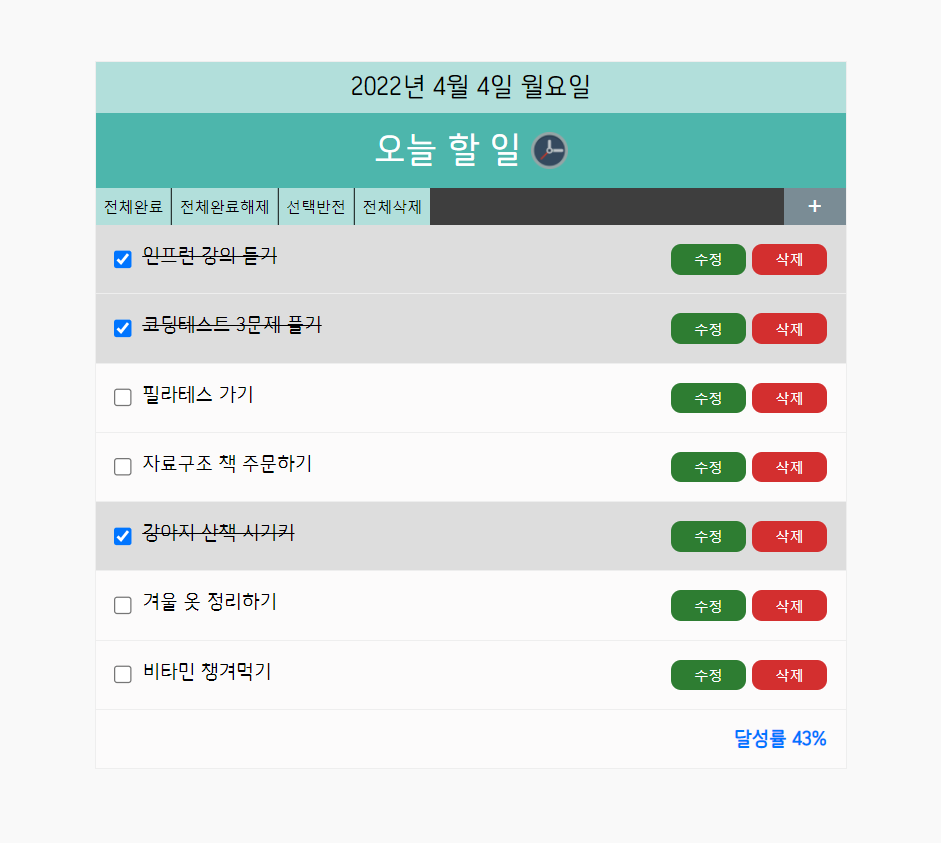 2022년 4월 4일 월요일
오늘 할 일
전체완료 전체완료해제 선택반전 전체삭제 +
인프런 강의 듣기 수정 삭제
코딩테스트 3문제 풀기 수정 삭제
필라테스 가기 수정 삭제
자료구조 책 주문하기 수정 삭제
강아지 산책 시키기 수정 삭제
겨울 옷 정리하기 수정 삭제
비타민 챙겨먹기 수정 삭제
달성률 43%